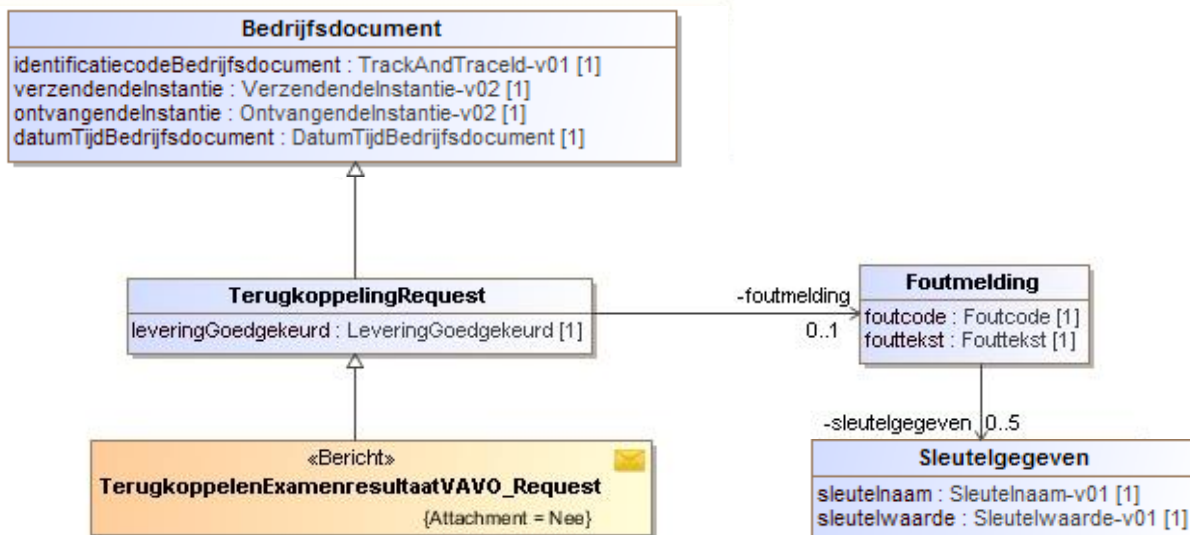 Bedrijfsdocument
identificatiecodeBedrijfsdocument : TrackAndTraceId-v01 [1]
verzendendeInstantie : VerzendendeInstantie-v02 [1]
ontvangendeInstantie : OntvangendeInstantie-v02 [1]
datumTijdBedrijfsdocument : DatumTijdBedrijfsdocument [1]
TerugkoppelingRequest
leveringGoedgekeurd : LeveringGoedgekeurd [1]
-foutmelding
0..1
Foutmelding
foutcode : Foutcode [1]
fouttekst : Fouttekst [1]
-sleutelgegeven 0..5
«Bericht»
TerugkoppelenExamenresultaatVAVO_Request
{Attachment = Nee}
Sleutelgegeven
sleutelnaam : Sleutelnaam-v01 [1]
sleutelwaarde : Sleutelwaarde-v01 [1]